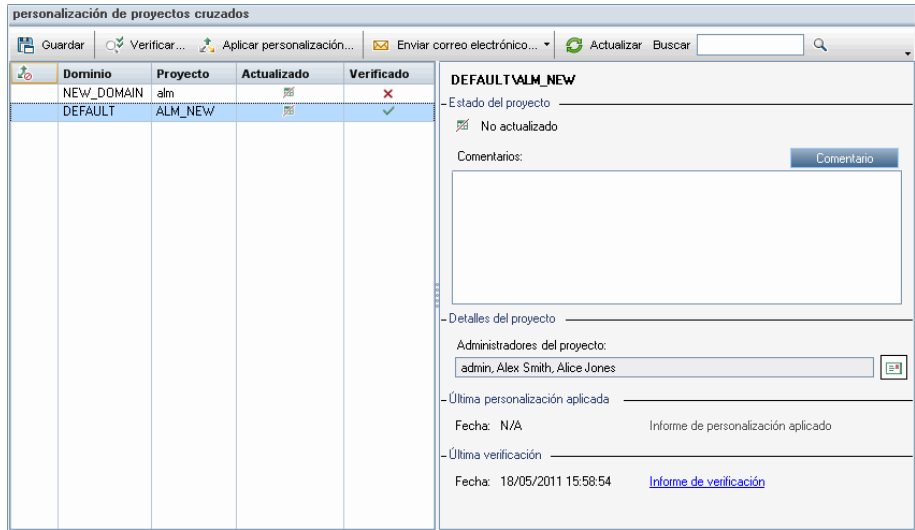 personalización de proyectos cruzados
Guardar Verificar... Aplicar personalización... Enviar correo electrónico... Actualizar Buscar
Dominio Proyecto Actualizado Verificado
NEW_DOMAIN alm
DEFAULT ALM_NEW
DEFAULT\ALM_NEW
Estado del proyecto
No actualizado
Comentarios: Comentario
Detalles del proyecto
Administradores del proyecto:
admin, Alex Smith, Alice Jones
Última personalización aplicada
Fecha: N/A Informe de personalización aplicado
Última verificación
Fecha: 18/05/2011 15:58:54 Informe de verificación